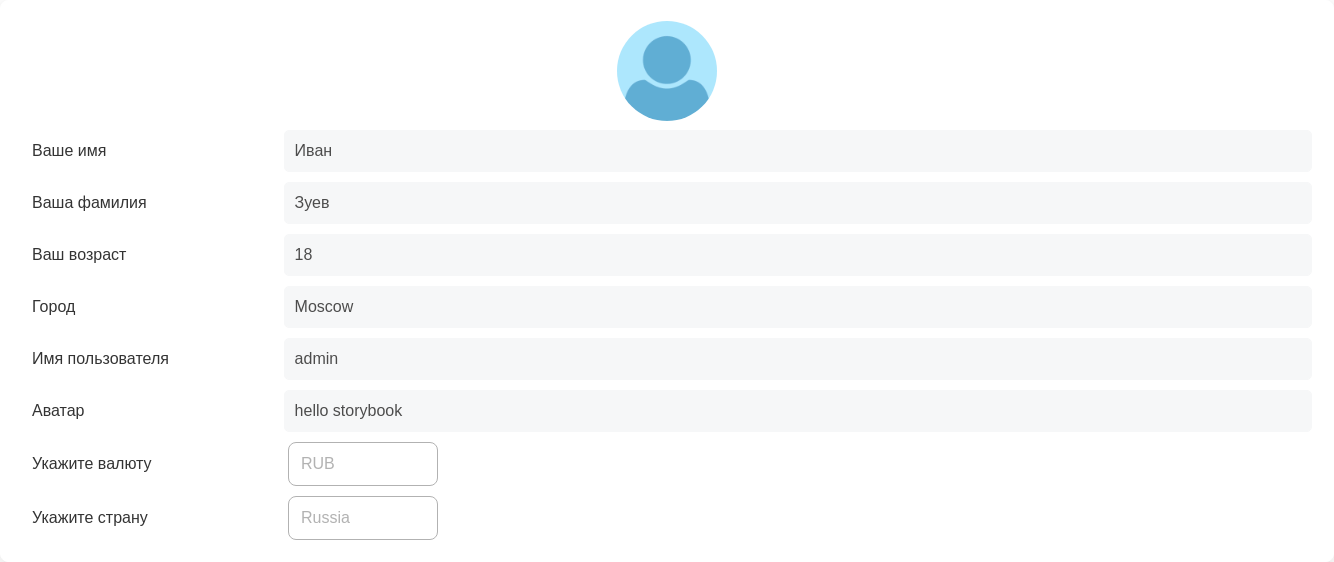 Ваше имя Иван
Ваша фамилия Зуев
Ваш возраст 18
Город Moscow
Имя пользователя admin
Аватар hello storybook
Укажите валюту RUB
Укажите страну Russia